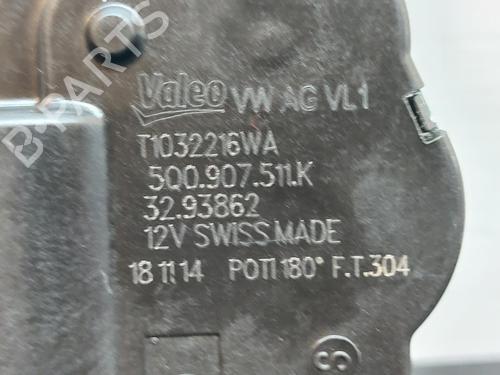 B-PARTS
Valeo VW AG VL1
T1032216WA
5Q0.907.511.K
32.93862
12V SWISS MADE
18 11 14 POTI 180° F.T.304
S